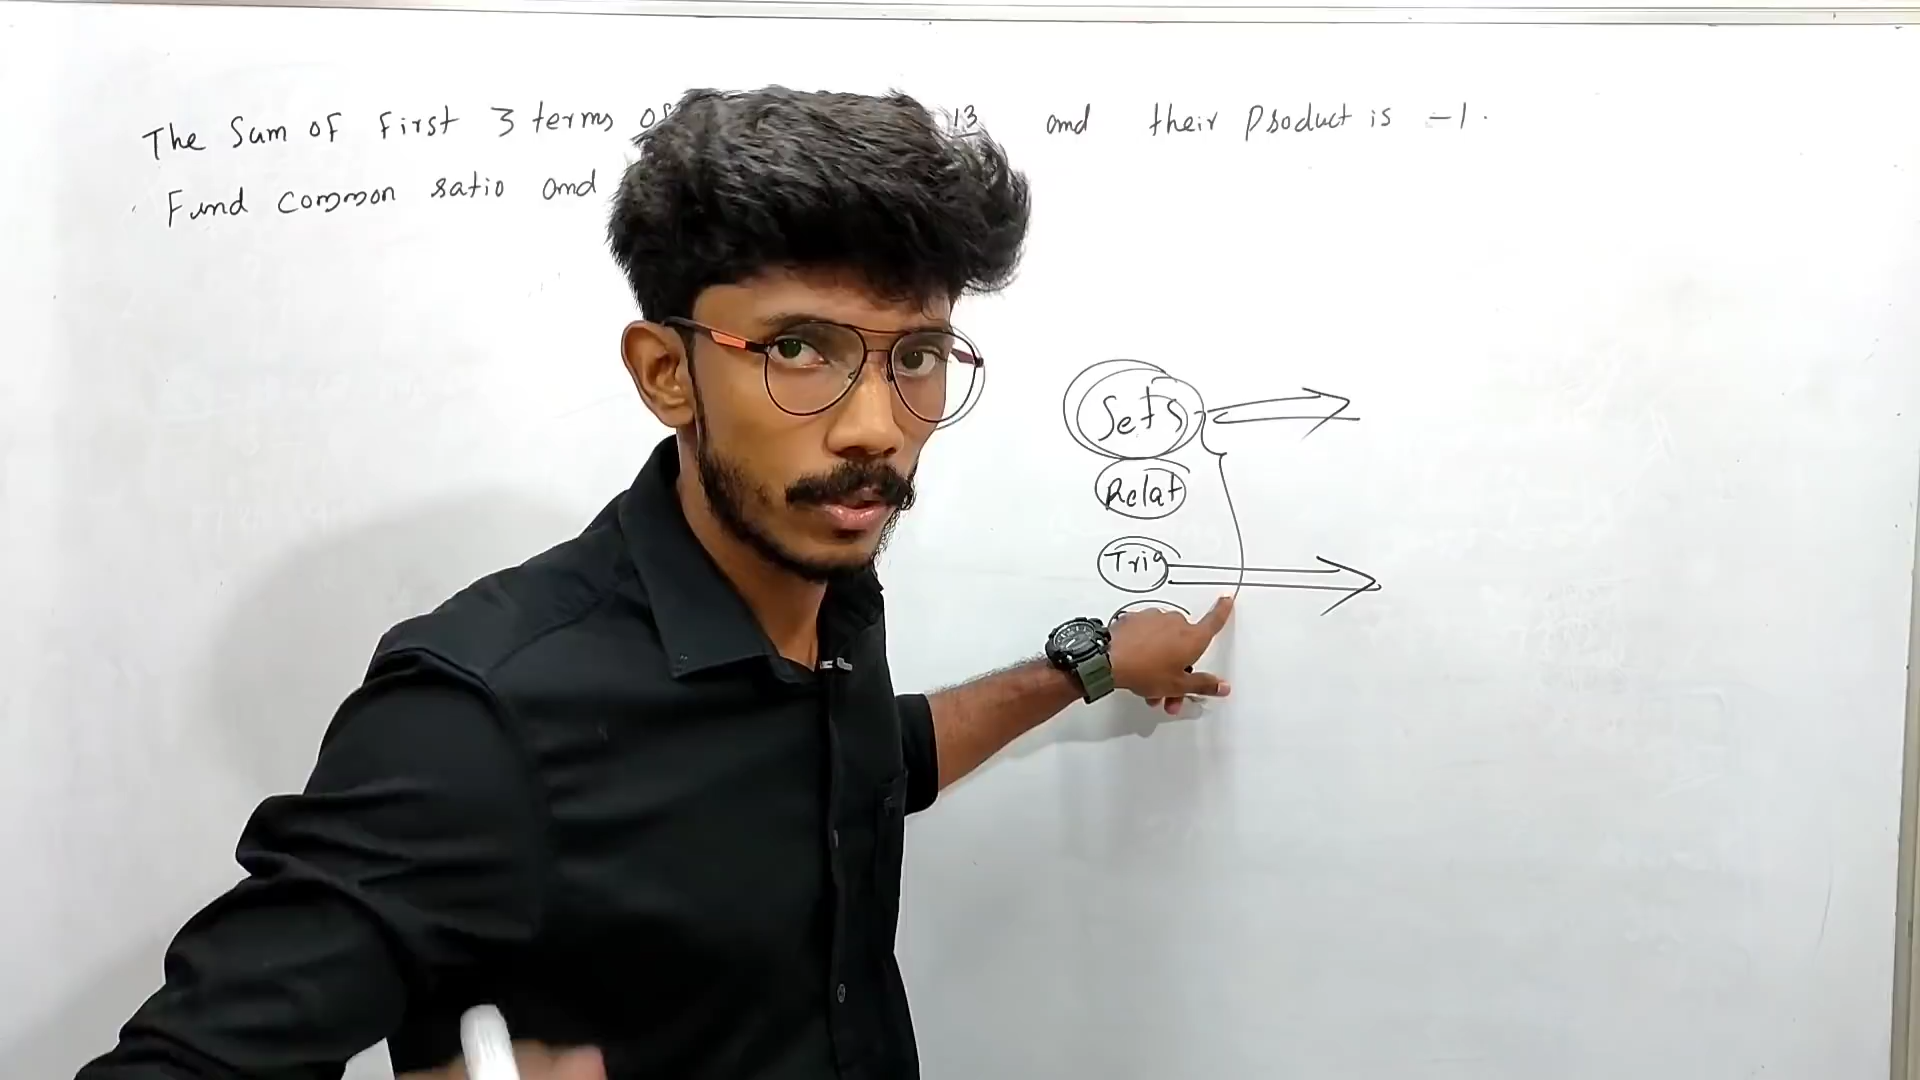 The Sum of First 3 terms of 13 and their product is -1.
Find common ratio and
Sets
Relat
Trig